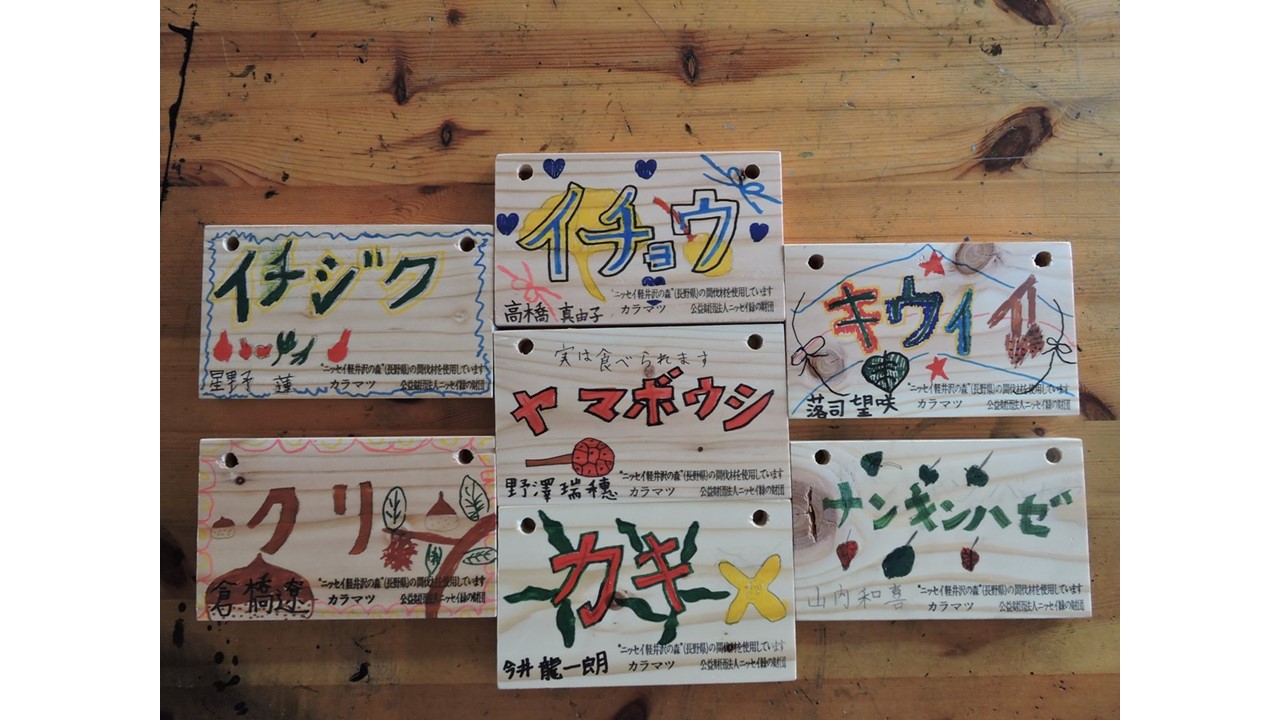 イチジク
星野 蓮
"ニッセイ軽井沢の森"(長野県)の間伐材を使用しています
カラマツ 公益財団法人ニッセイ緑の財団
イチョウ
"ニッセイ軽井沢の森"(長野県)の間伐材を使用しています
高橋 真由子 カラマツ 公益財団法人ニッセイ緑の財団
キウイ
"ニッセイ軽井沢の森"(長野県)の間伐材を使用しています
落司 望咲 カラマツ 公益財団法人ニッセイ緑の財団
実は食べられます
ヤマボウシ
"ニッセイ軽井沢の森"(長野県)の間伐材を使用しています
野澤瑞穂 カラマツ 公益財団法人ニッセイ緑の財団
クリ
"ニッセイ軽井沢の森"(長野県)の間伐材を使用しています
倉橋遼 カラマツ 公益財団法人ニッセイ緑の財団
カキ
"ニッセイ軽井沢の森"(長野県)の間伐材を使用しています
今井龍一朗 カラマツ 公益財団法人ニッセイ緑の財団
ナンキンハゼ
"ニッセイ軽井沢の森"(長野県)の間伐材を使用しています
山内和喜 カラマツ 公益財団法人ニッセイ緑の財団